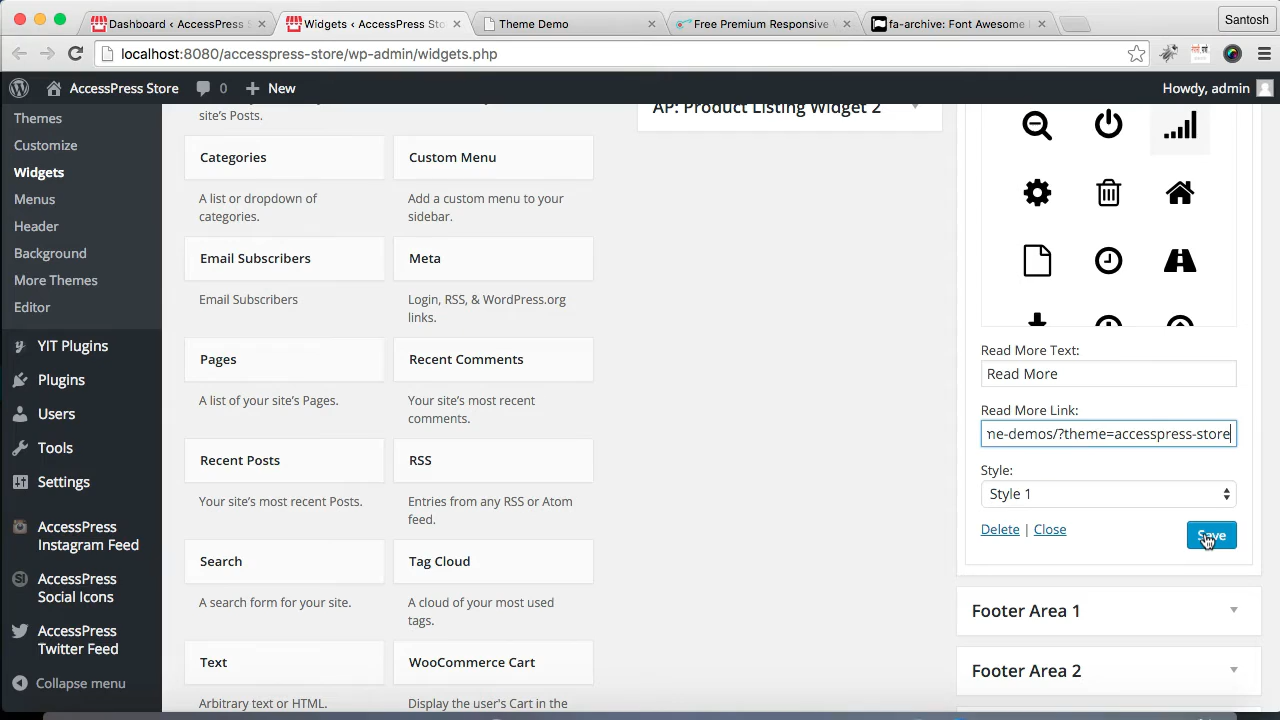 Dashboard ‹ AccessPress S
Widgets ‹ AccessPress Sto
Theme Demo
Free Premium Responsive
fa-archive: Font Awesome
Santosh
localhost:8080/accesspress-store/wp-admin/widgets.php
AccessPress Store
0
New
Howdy, admin
Themes
Customize
Widgets
Menus
Header
Background
More Themes
Editor
YIT Plugins
Plugins
Users
Tools
Settings
AccessPress
Instagram Feed
AccessPress
Social Icons
AccessPress
Twitter Feed
Collapse menu
site's Posts.
Categories
A list or dropdown of
categories.
Email Subscribers
Email Subscribers
Pages
A list of your site's Pages.
Recent Posts
Your site's most recent Posts.
Search
A search form for your site.
Text
Arbitrary text or HTML.
Custom Menu
Add a custom menu to your
sidebar.
Meta
Login, RSS, & WordPress.org
links.
Recent Comments
Your site's most recent
comments.
RSS
Entries from any RSS or Atom
feed.
Tag Cloud
A cloud of your most used
tags.
WooCommerce Cart
Display the user's Cart in the
AP: Product Listing Widget 2
Read More Text:
Read More
Read More Link:
me-demos/?theme=accesspress-store
Style:
Style 1
Delete | Close
Save
Footer Area 1
Footer Area 2